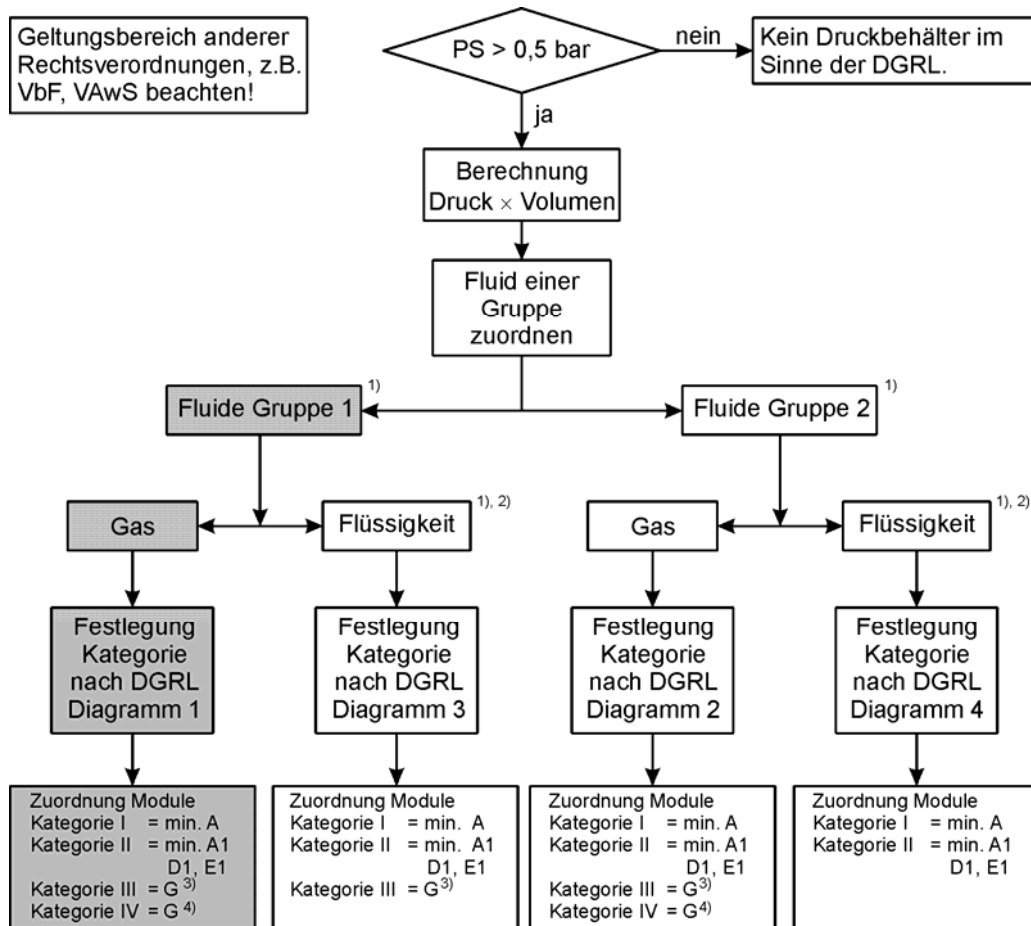 Geltungsbereich anderer
Rechtsverordnungen, z.B.
VbF, VAwS beachten!
PS > 0,5 bar
nein
Kein Druckbehälter im
Sinne der DGRL.
ja
Berechnung
Druck × Volumen
Fluid einer
Gruppe
zuordnen
Fluide Gruppe 1
1)
Fluide Gruppe 2
1)
Gas
Flüssigkeit
1), 2)
Gas
Flüssigkeit
1), 2)
Festlegung
Kategorie
nach DGRL
Diagramm 1
Festlegung
Kategorie
nach DGRL
Diagramm 3
Festlegung
Kategorie
nach DGRL
Diagramm 2
Festlegung
Kategorie
nach DGRL
Diagramm 4
Zuordnung Module
Kategorie I = min. A
Kategorie II = min. A1
D1, E1
Kategorie III = G 3)
Kategorie IV = G 4)
Zuordnung Module
Kategorie I = min. A
Kategorie II = min. A1
D1, E1
Kategorie III = G 3)
Zuordnung Module
Kategorie I = min. A
Kategorie II = min. A1
D1, E1
Kategorie III = G 3)
Kategorie IV = G 4)
Zuordnung Module
Kategorie I = min. A
Kategorie II = min. A1
D1, E1